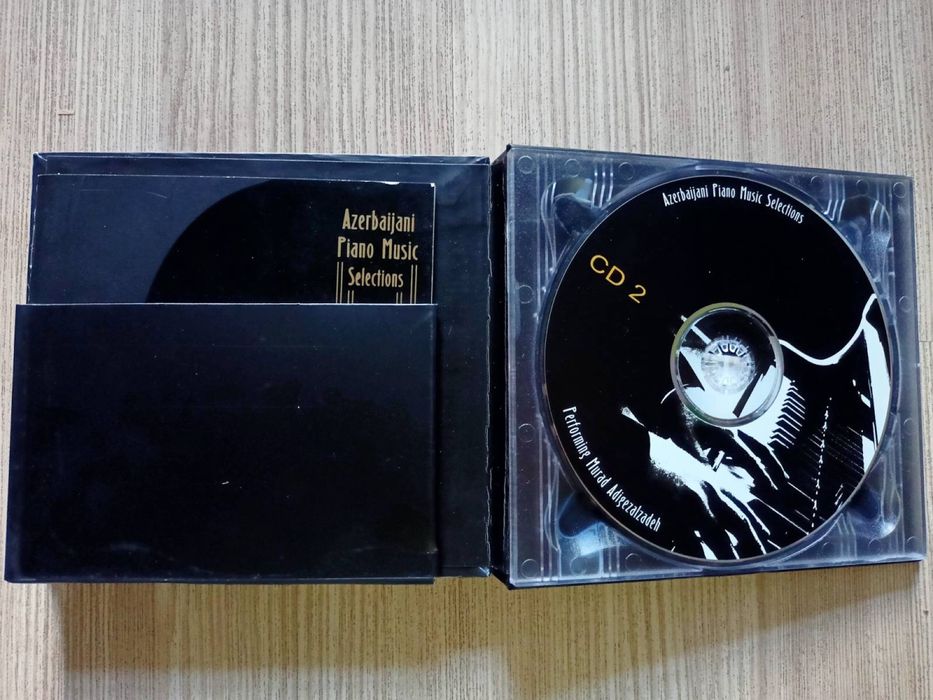 Azerbaijani
Piano Music
Selections
Azerbaijani Piano Music Selections
CD 2
Performing Murad Adigezalzadeh